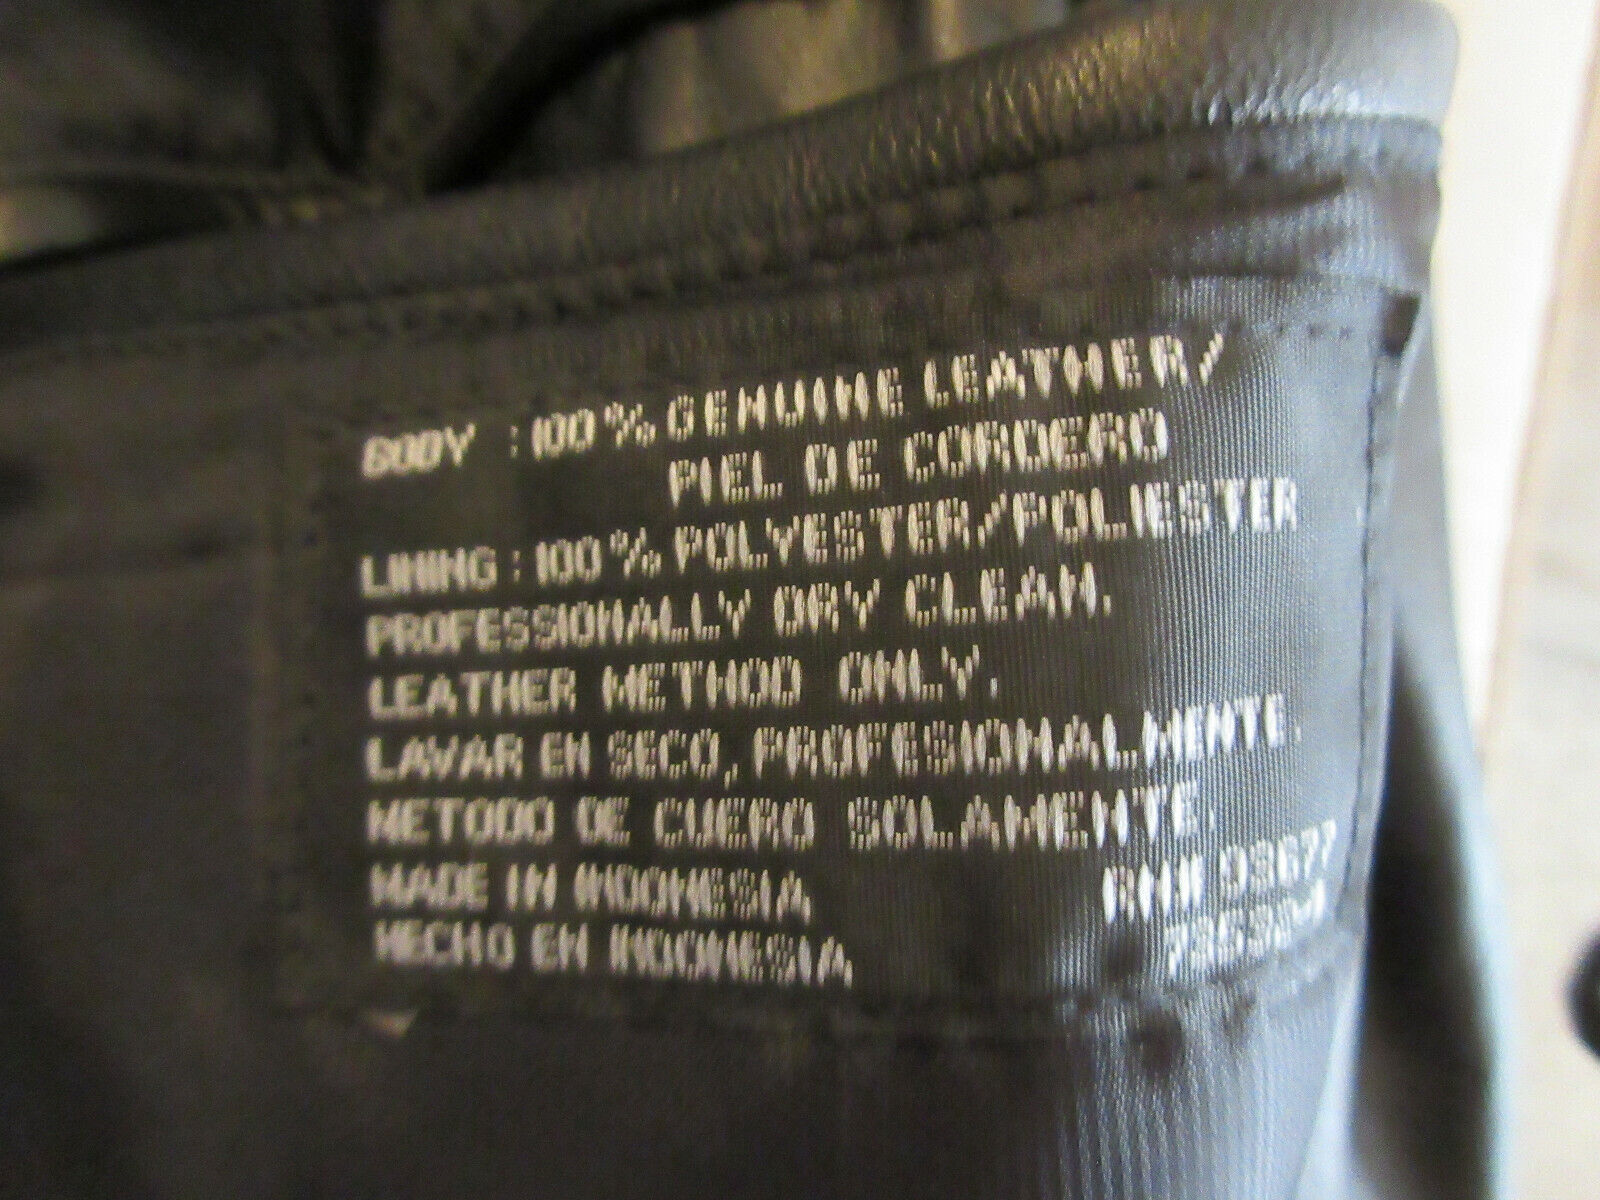 BODY : 100% GENUINE LEATHER/
PIEL DE CORDERO
LINING : 100% POLYESTER/POLIESTER
PROFESSIONALLY DRY CLEAN.
LEATHER METHOD ONLY.
LAVAR EN SECO, PROFESIONALMENTE.
METODO DE CUERO SOLAMENTE.
MADE IN INDONESIA
HECHO EN INDONESIA